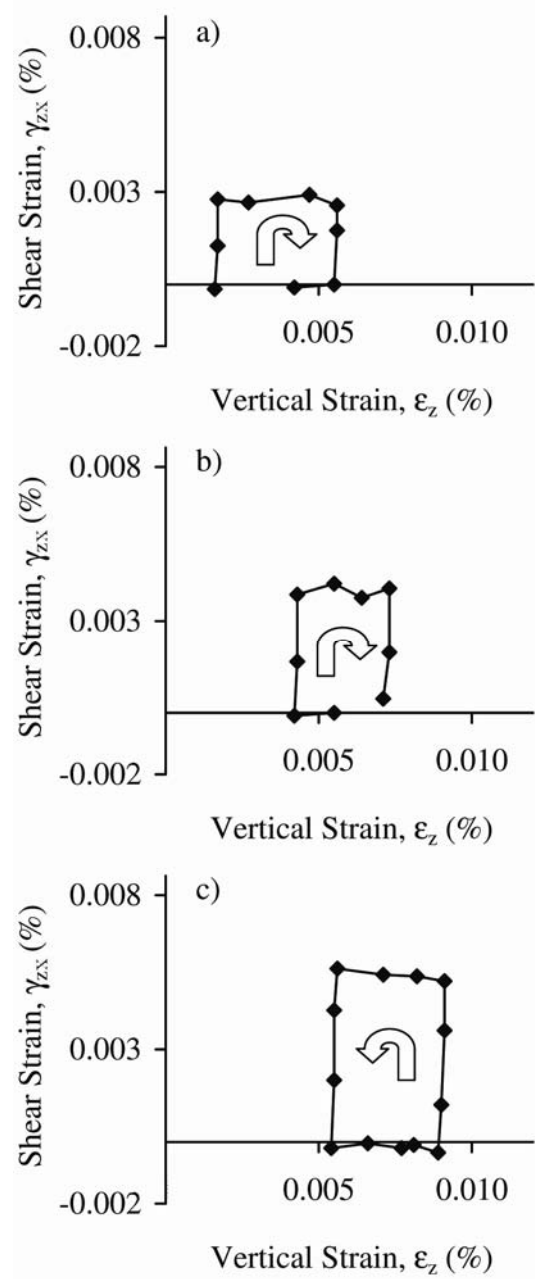 a)
0.008
0.003
-0.002
Shear Strain, γzx (%)
0.005 0.010
Vertical Strain, εz (%)
b)
0.008
0.003
-0.002
Shear Strain, γzx (%)
0.005 0.010
Vertical Strain, εz (%)
c)
0.008
0.003
-0.002
Shear Strain, γzx (%)
0.005 0.010
Vertical Strain, εz (%)